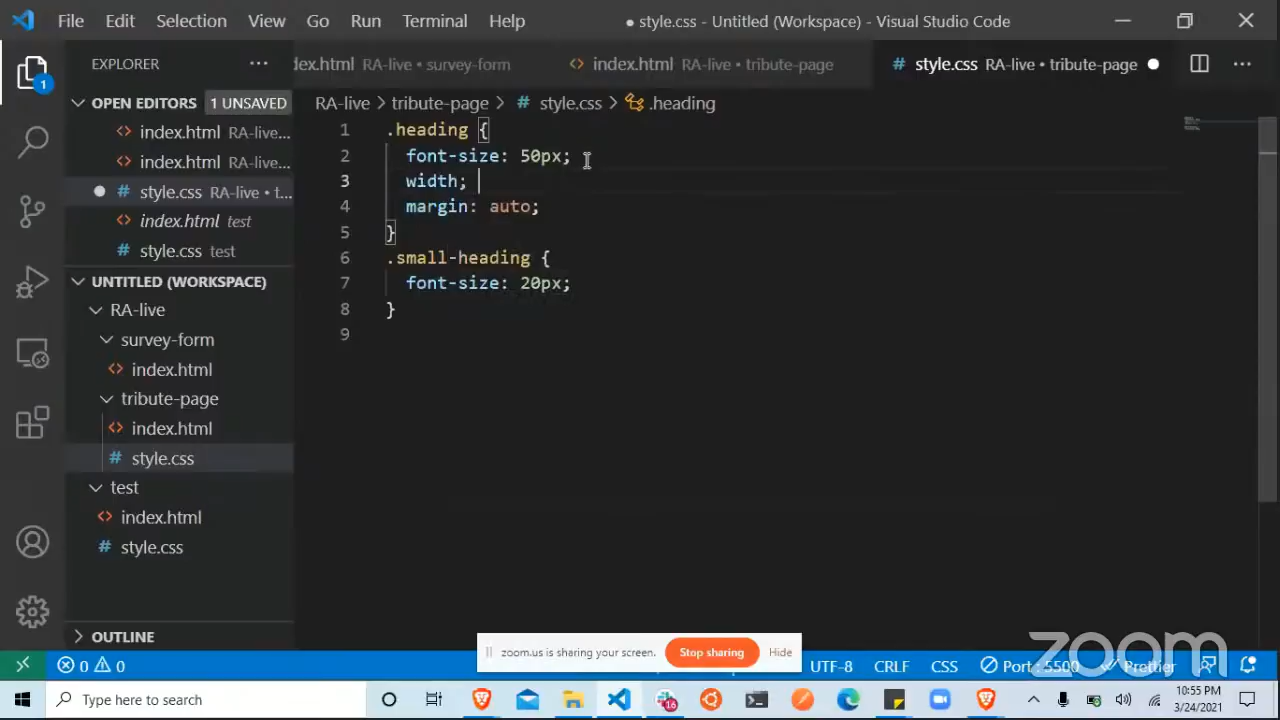 File Edit Selection View Go Run Terminal Help
● style.css - Untitled (Workspace) - Visual Studio Code
EXPLORER ···
dex.html RA-live • survey-form
<> index.html RA-live • tribute-page
# style.css RA-live • tribute-page ●
OPEN EDITORS 1 UNSAVED
<> index.html RA-live...
<> index.html RA-live...
● # style.css RA-live • t...
<> index.html test
# style.css test
UNTITLED (WORKSPACE)
RA-live
survey-form
<> index.html
tribute-page
<> index.html
# style.css
test
<> index.html
# style.css
OUTLINE
1
RA-live > tribute-page > # style.css > .heading
1 .heading {
2 font-size: 50px;
3 width;
4 margin: auto;
5 }
6 .small-heading {
7 font-size: 20px;
8 }
9
zoom.us is sharing your screen. Stop sharing Hide
zoom
0 0 UTF-8 CRLF CSS Port : 5500 Prettier
Type here to search
16
10:55 PM
3/24/2021